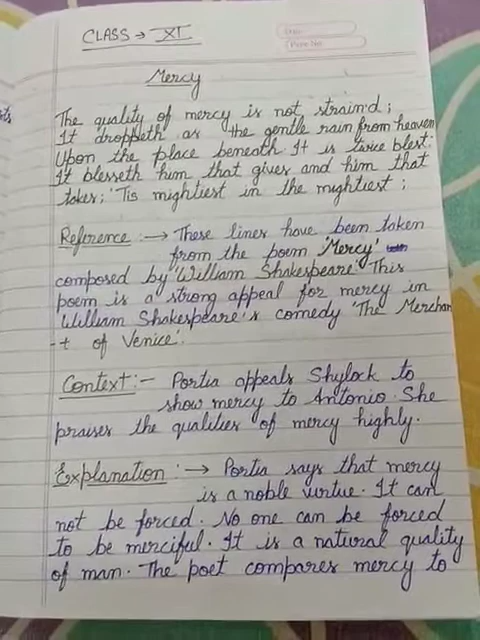 CLASS → XI
Date
Page No.
Mercy
The quality of mercy is not strain'd;
It droppeth as the gentle rain from heaven
Upon the place beneath. It is twice blest:
It blesseth him that gives and him that
takes; 'Tis mightiest in the mightiest;
Reference :→ These lines have been taken
from the poem 'Mercy'
composed by 'William Shakespeare'. This
poem is a strong appeal for mercy in
William Shakespeare's comedy 'The Merchan
-t of Venice'.
Context:- Portia appeals Shylock to
show mercy to Antonio. She
praises the qualities of mercy highly.
Explanation :→ Portia says that mercy
is a noble virtue. It can
not be forced. No one can be forced
to be merciful. It is a natural quality
of man. The poet compares mercy to